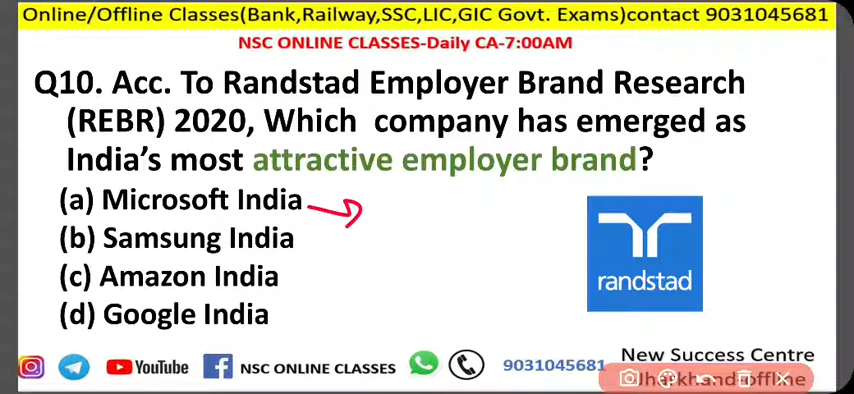 Online/Offline Classes(Bank,Railway,SSC,LIC,GIC Govt. Exams)contact 9031045681
NSC ONLINE CLASSES-Daily CA-7:00AM
Q10. Acc. To Randstad Employer Brand Research
(REBR) 2020, Which company has emerged as
India's most attractive employer brand?
(a) Microsoft India
(b) Samsung India
(c) Amazon India
(d) Google India
randstad
YouTube NSC ONLINE CLASSES 9031045681
New Success Centre
Jharkhand-offline